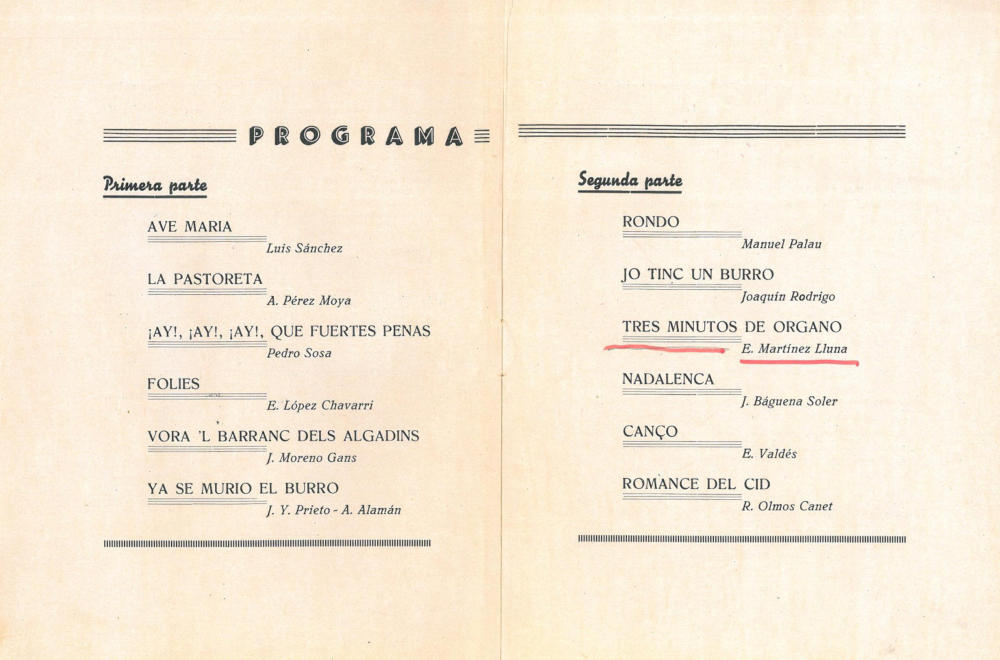 PROGRAMA
Primera parte
AVE MARIA
Luis Sánchez
LA PASTORETA
A. Pérez Moya
¡AY!, ¡AY!, ¡AY!, QUE FUERTES PENAS
Pedro Sosa
FOLIES
E. López Chavarri
VORA 'L BARRANC DELS ALGADINS
J. Moreno Gans
YA SE MURIO EL BURRO
J. Y. Prieto - A. Alamán
Segunda parte
RONDO
Manuel Palau
JO TINC UN BURRO
Joaquín Rodrigo
TRES MINUTOS DE ORGANO
E. Martínez Lluna
NADALENCA
J. Báguena Soler
CANÇO
E. Valdés
ROMANCE DEL CID
R. Olmos Canet